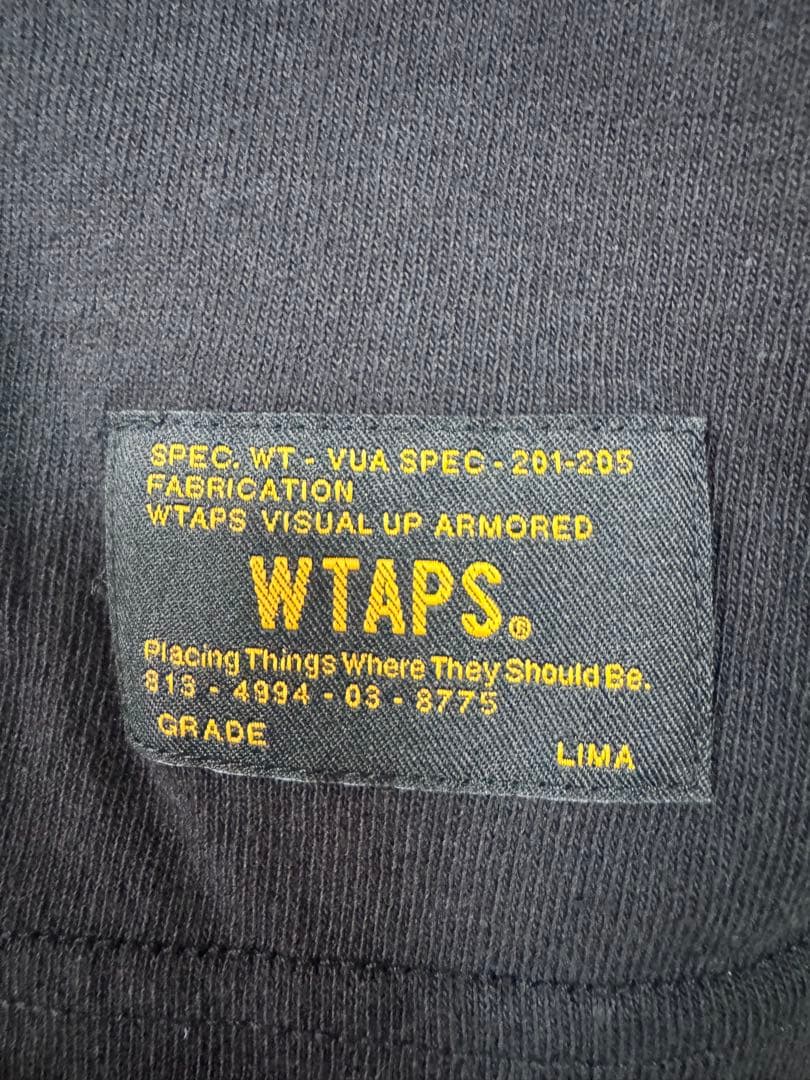 SPEC. WT - VUA SPEC - 201-205
FABRICATION
WTAPS VISUAL UP ARMORED
WTAPS®
Placing Things Where They Should Be.
813 - 4994 - 03 - 8775
GRADE LIMA